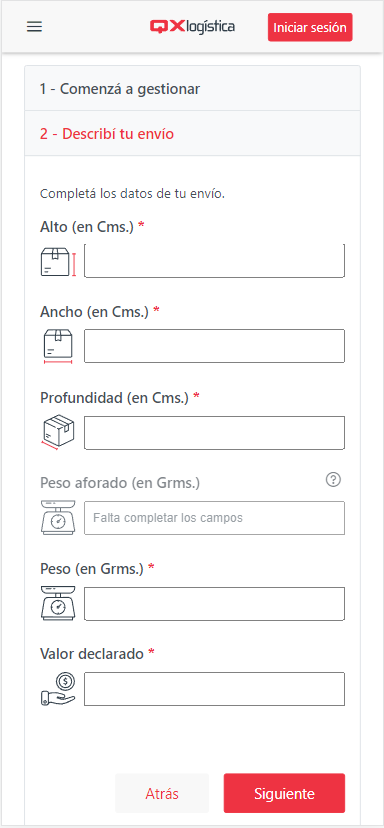 QX logística
Iniciar sesión
1 - Comenzá a gestionar
2 - Describí tu envío
Completá los datos de tu envío.
Alto (en Cms.) *
Ancho (en Cms.) *
Profundidad (en Cms.) *
Peso aforado (en Grms.) ?
Falta completar los campos
Peso (en Grms.) *
Valor declarado *
$
Atrás Siguiente